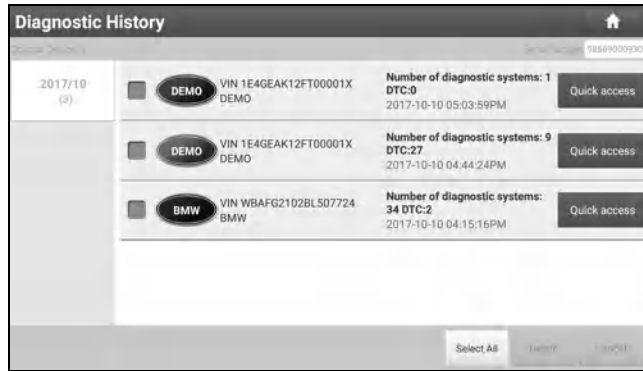 Diagnostic History
98869000930
2017/10
(3)
DEMO
VIN 1E4GEAK12FT00001X
DEMO
Number of diagnostic systems: 1
DTC:0
2017-10-10 05:03:59PM
Quick access
DEMO
VIN 1E4GEAK12FT00001X
DEMO
Number of diagnostic systems: 9
DTC:27
2017-10-10 04:44:24PM
Quick access
BMW
VIN WBAFG2102BL507724
BMW
Number of diagnostic systems:
34 DTC:2
2017-10-10 04:15:16PM
Quick access
Select All
Cancel